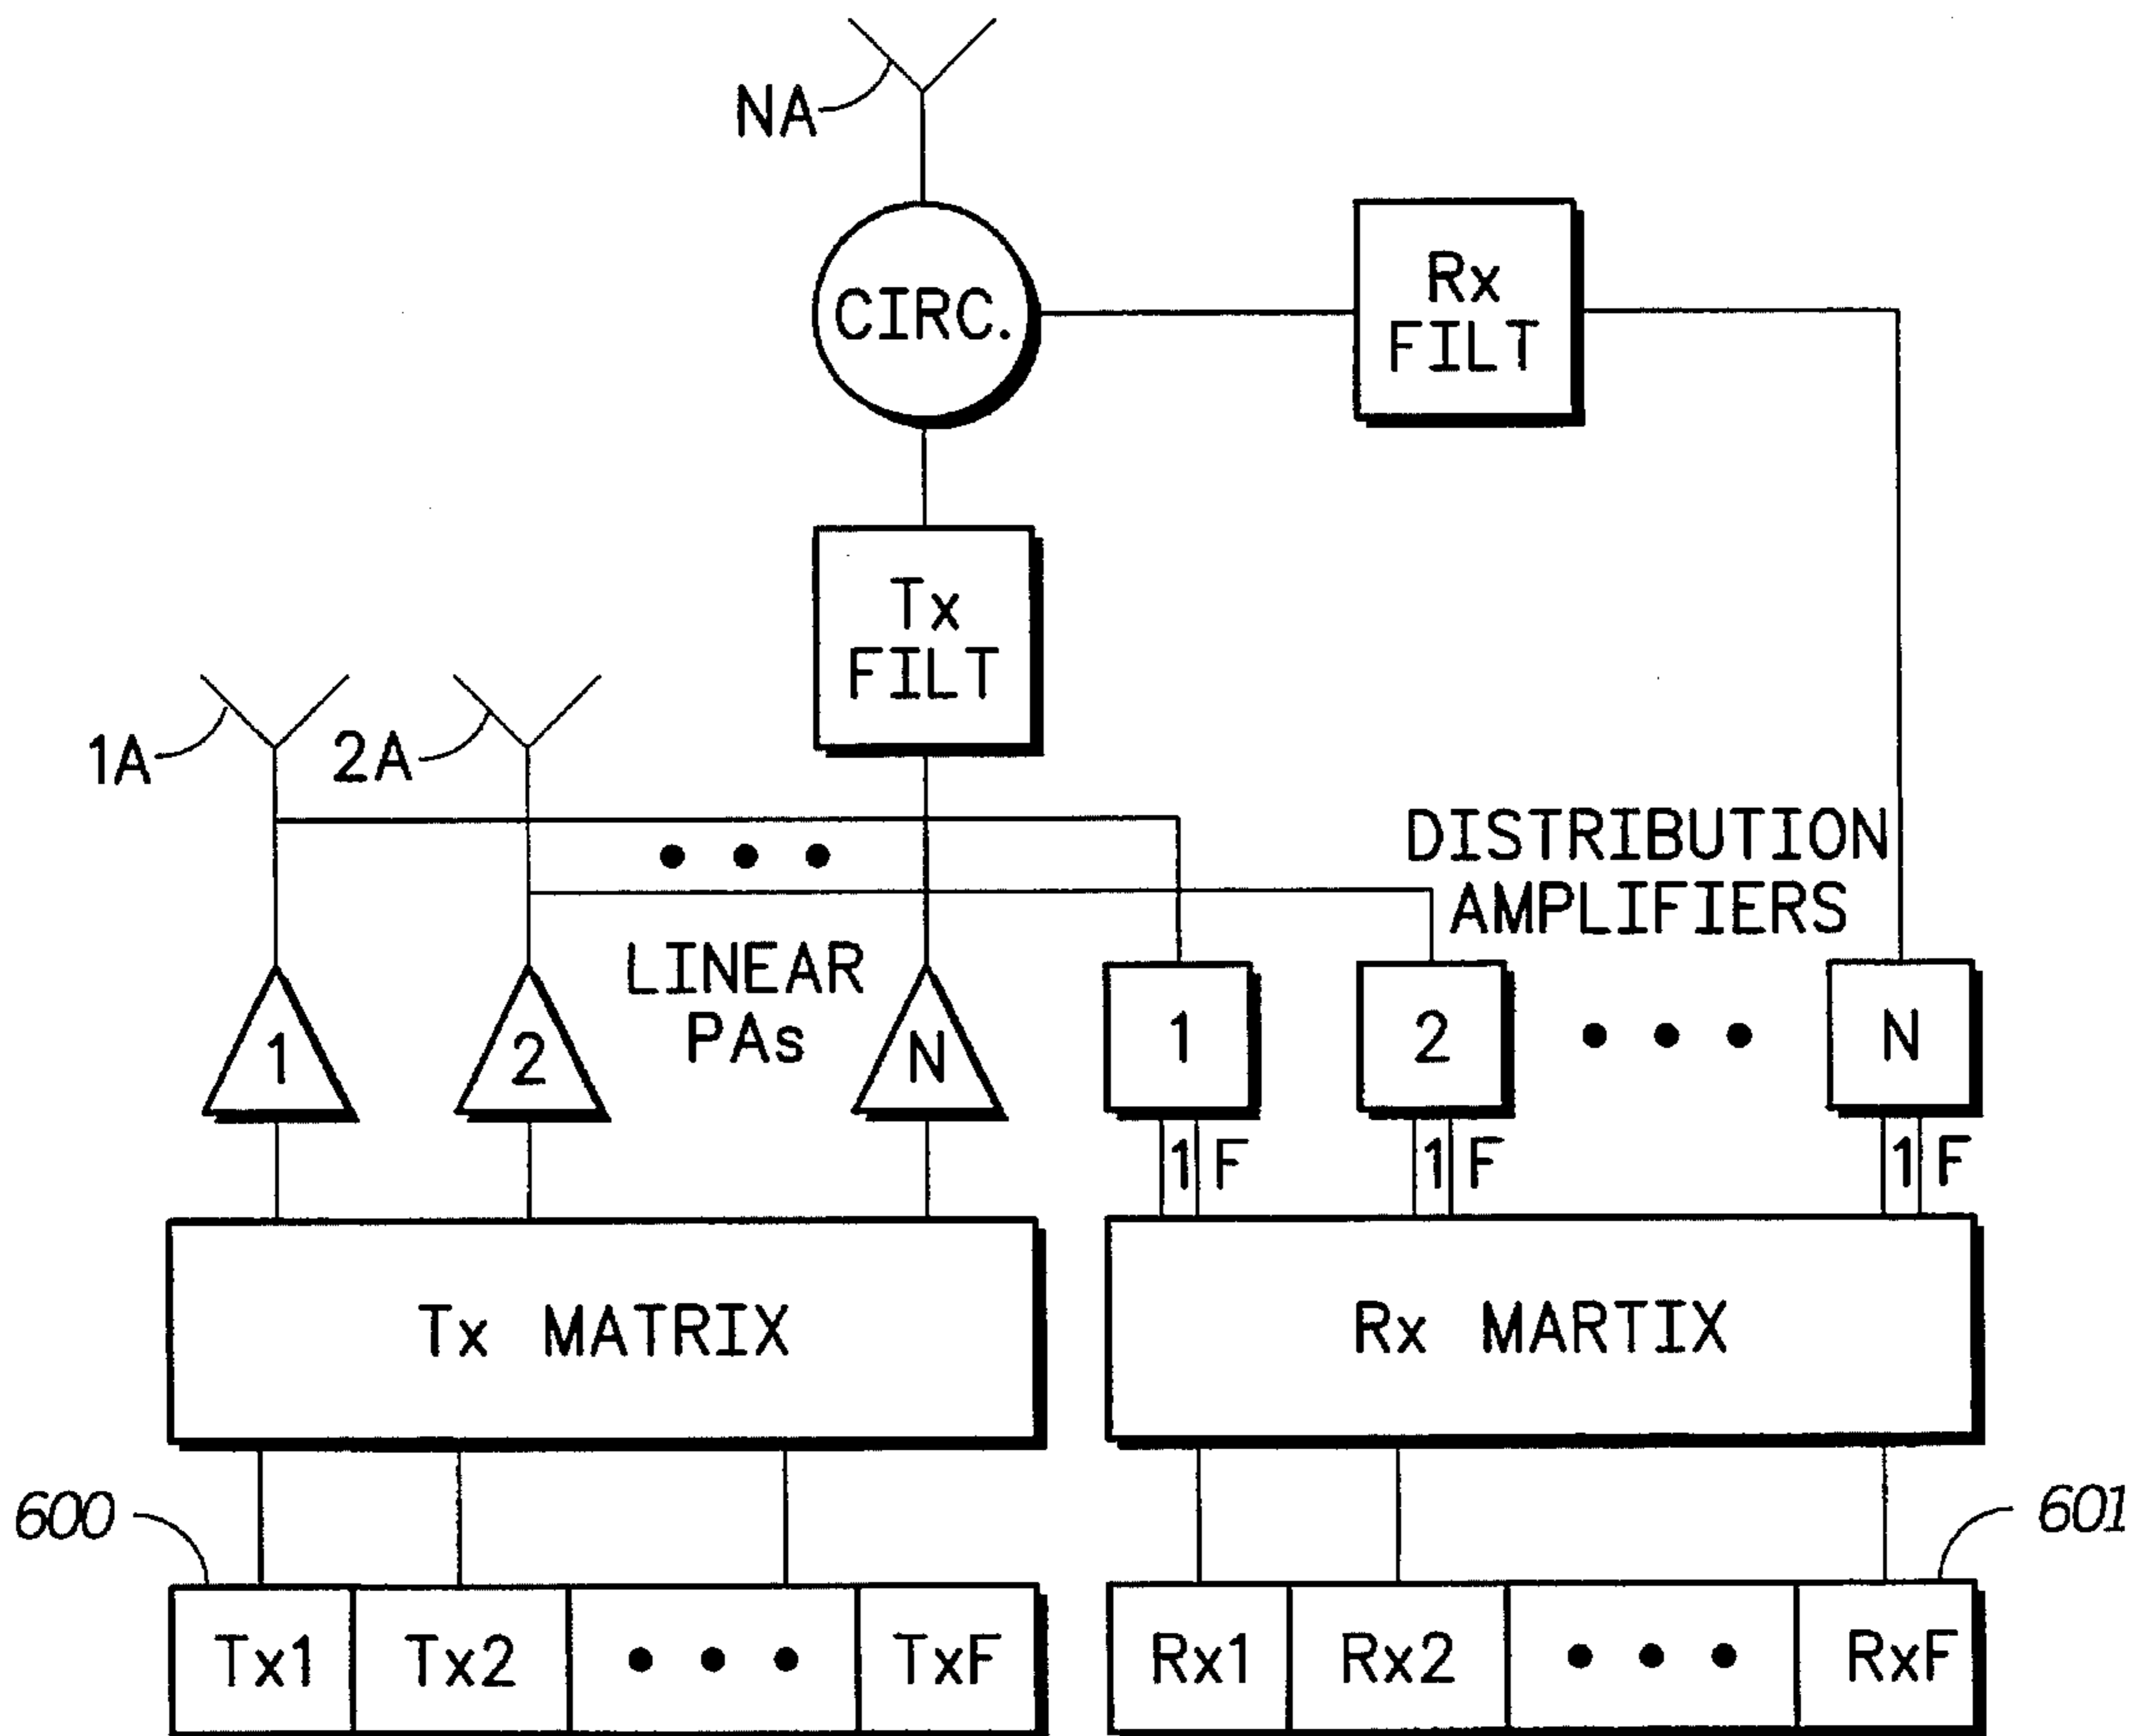 NA
CIRC.
Rx
FILT
Tx
FILT
1A
2A
DISTRIBUTION
AMPLIFIERS
LINEAR
PAs
1
2
N
1
2
N
1 F
1 F
1 F
Tx MATRIX
Rx MARTIX
600
601
Tx1
Tx2
TxF
Rx1
Rx2
RxF